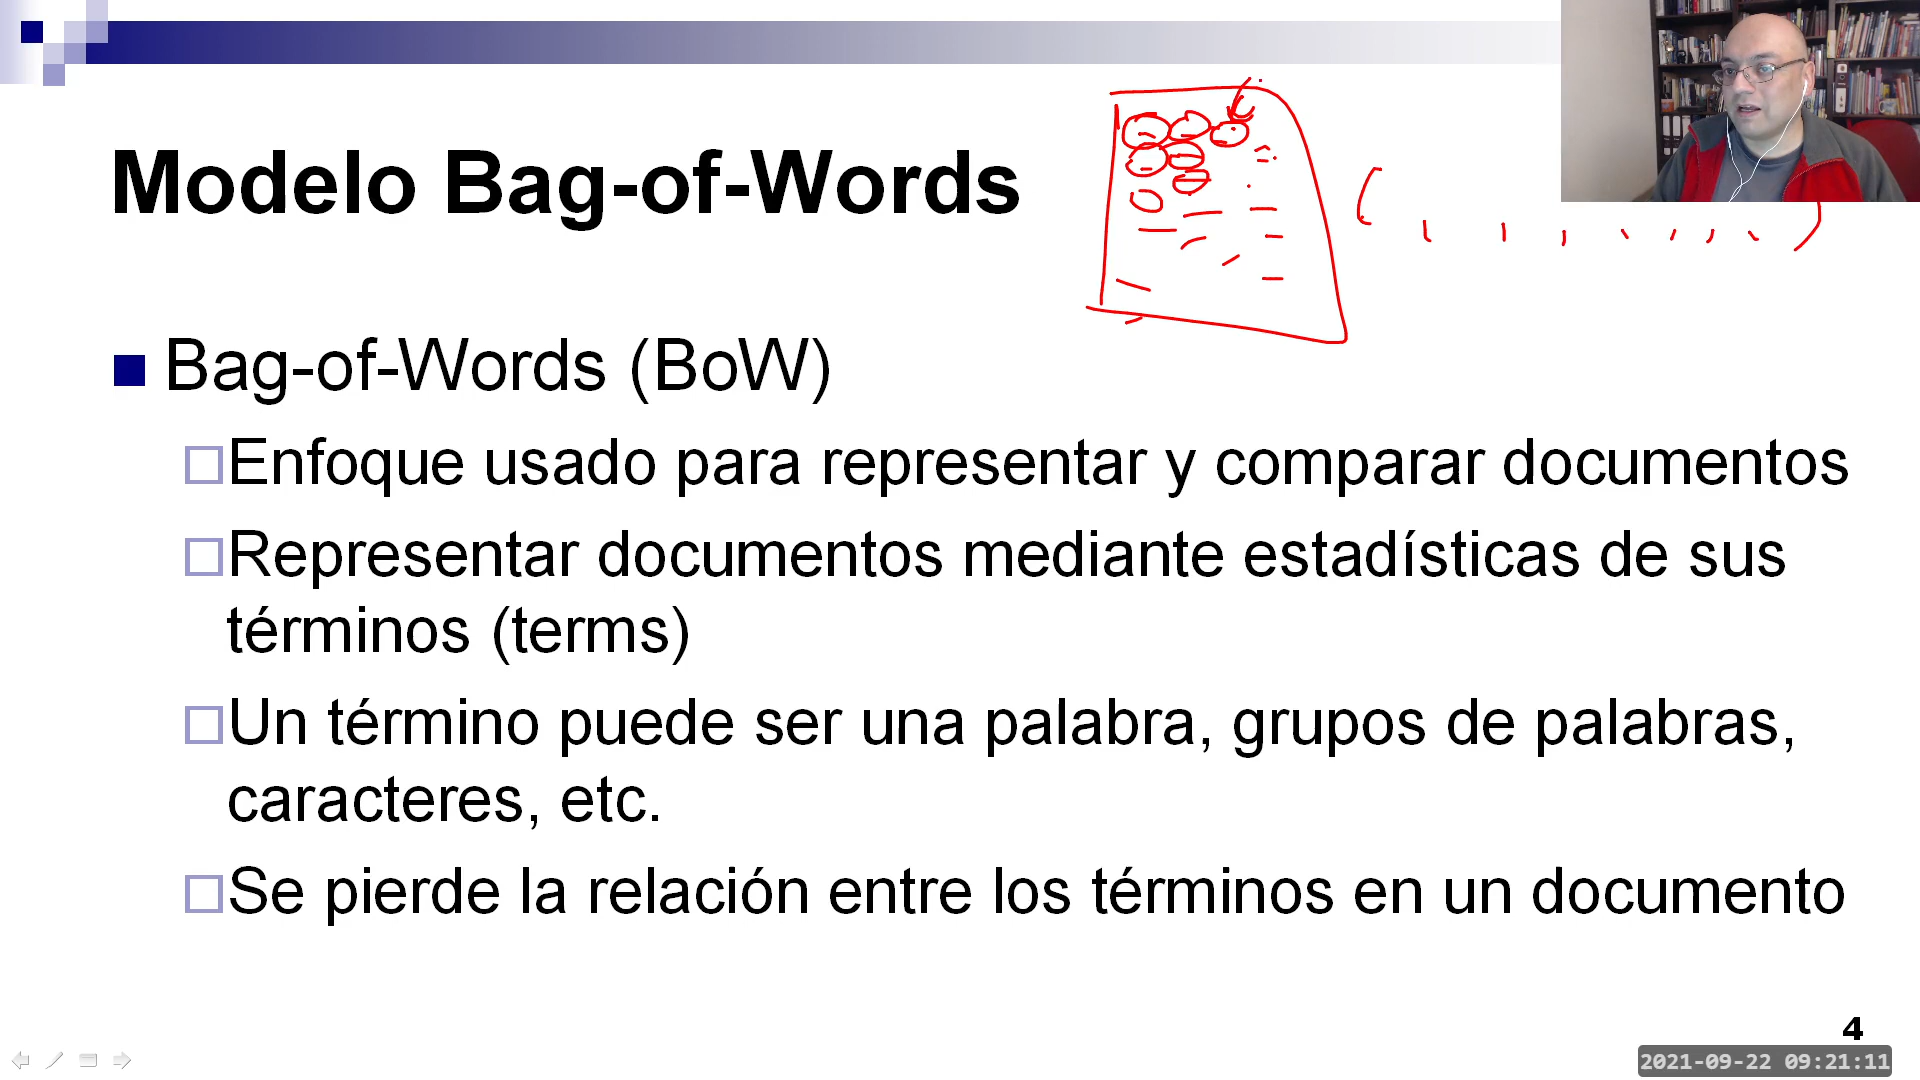 Modelo Bag-of-Words
Bag-of-Words (BoW)
Enfoque usado para representar y comparar documentos
Representar documentos mediante estadísticas de sus
términos (terms)
Un término puede ser una palabra, grupos de palabras,
caracteres, etc.
Se pierde la relación entre los términos en un documento
4
2021-09-22 09:21:11